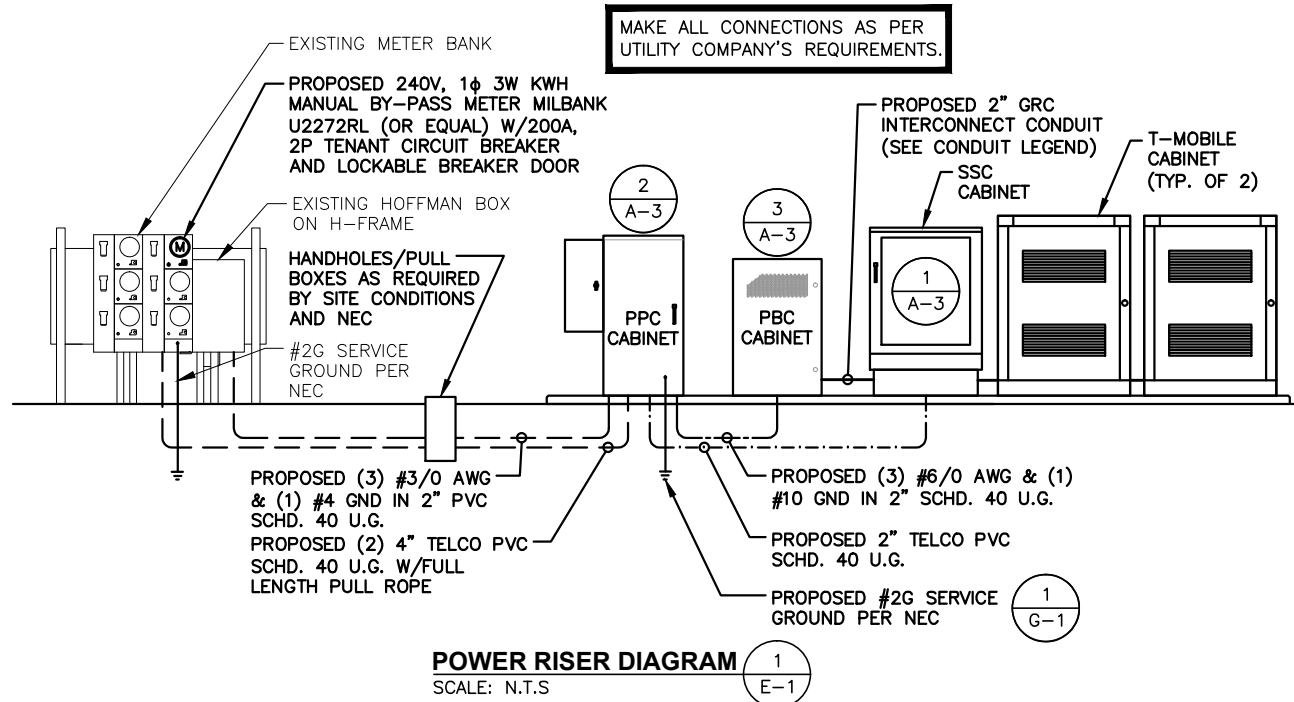 MAKE ALL CONNECTIONS AS PER
UTILITY COMPANY'S REQUIREMENTS.
EXISTING METER BANK
PROPOSED 240V, 1ϕ 3W KWH
MANUAL BY-PASS METER MILBANK
U2272RL (OR EQUAL) W/200A,
2P TENANT CIRCUIT BREAKER
AND LOCKABLE BREAKER DOOR
EXISTING HOFFMAN BOX
ON H-FRAME
HANDHOLES/PULL
BOXES AS REQUIRED
BY SITE CONDITIONS
AND NEC
#2G SERVICE
GROUND PER
NEC
M
2
A-3
3
A-3
PROPOSED 2" GRC
INTERCONNECT CONDUIT
(SEE CONDUIT LEGEND)
SSC
CABINET
T-MOBILE
CABINET
(TYP. OF 2)
1
A-3
PPC
CABINET
PBC
CABINET
PROPOSED (3) #3/0 AWG
& (1) #4 GND IN 2" PVC
SCHD. 40 U.G.
PROPOSED (2) 4" TELCO PVC
SCHD. 40 U.G. W/FULL
LENGTH PULL ROPE
PROPOSED (3) #6/0 AWG & (1)
#10 GND IN 2" SCHD. 40 U.G.
PROPOSED 2" TELCO PVC
SCHD. 40 U.G.
PROPOSED #2G SERVICE
GROUND PER NEC
1
G-1
POWER RISER DIAGRAM
SCALE: N.T.S
1
E-1